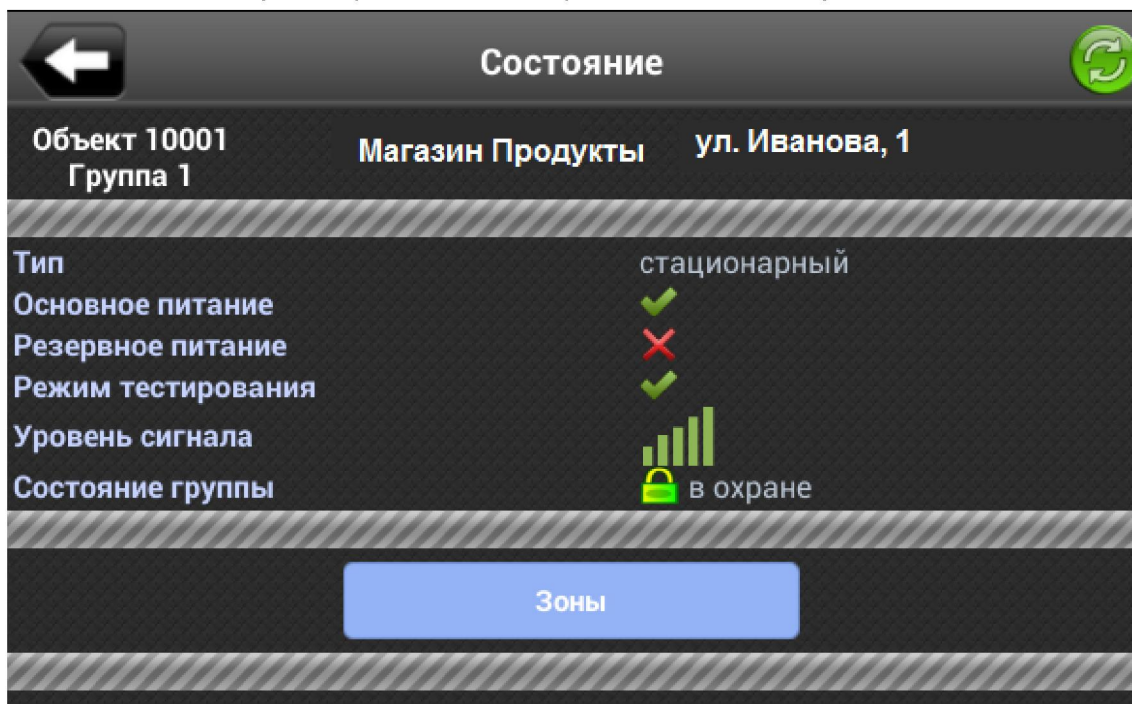 Состояние
Объект 10001
Группа 1
Магазин Продукты
ул. Иванова, 1
Тип
стационарный
Основное питание
Резервное питание
Режим тестирования
Уровень сигнала
Состояние группы
в охране
Зоны